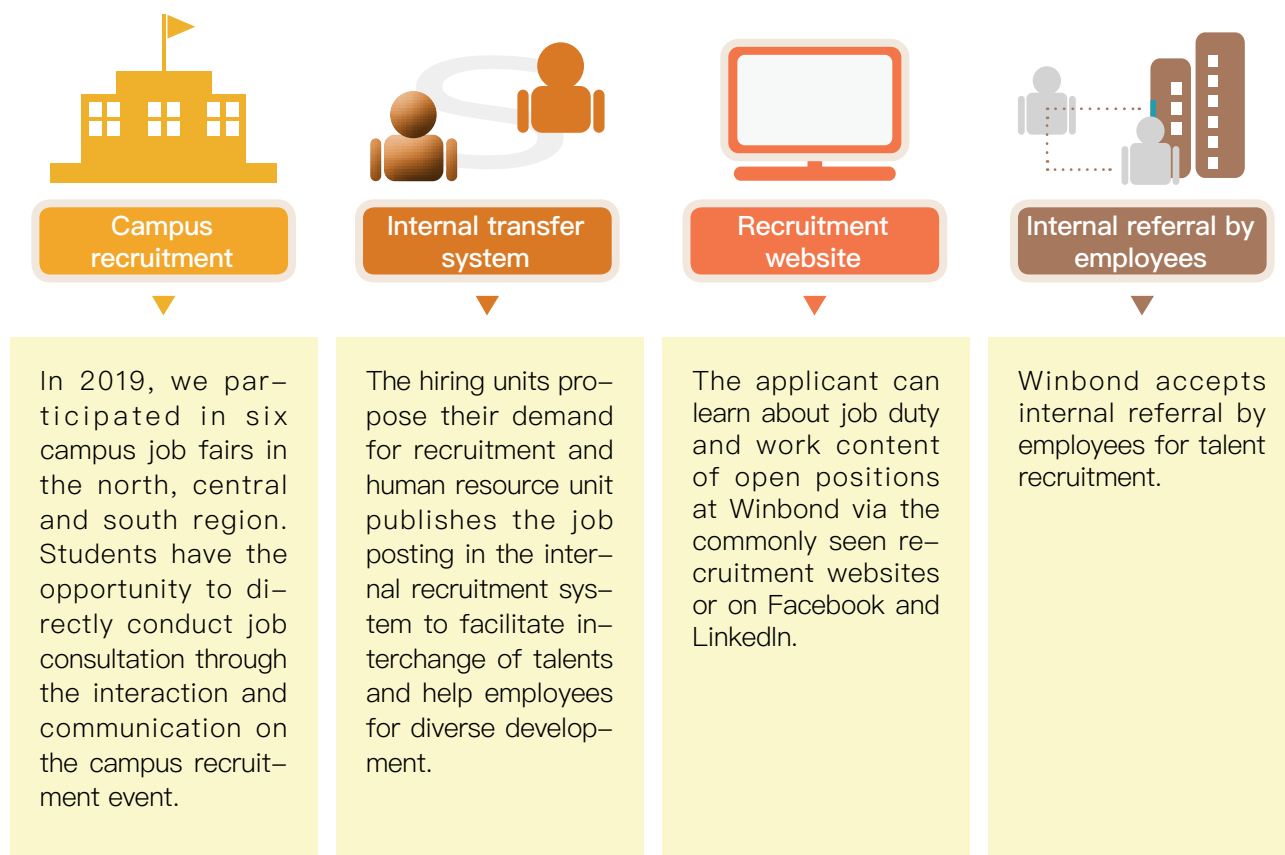 Campus
recruitment
In 2019, we par–
ticipated in six
campus job fairs in
the north, central
and south region.
Students have the
opportunity to di–
rectly conduct job
consultation through
the interaction and
communication on
the campus recruit–
ment event.
Internal transfer
system
The hiring units pro–
pose their demand
for recruitment and
human resource unit
publishes the job
posting in the inter–
nal recruitment sys–
tem to facilitate in–
terchange of talents
and help employees
for diverse develop–
ment.
Recruitment
website
The applicant can
learn about job duty
and work content
of open positions
at Winbond via the
commonly seen re–
cruitment websites
or on Facebook and
LinkedIn.
Internal referral by
employees
Winbond accepts
internal referral by
employees for talent
recruitment.